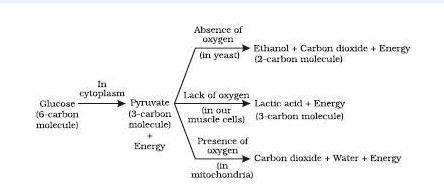 Absence of
oxygen
(in yeast)
Ethanol + Carbon dioxide + Energy
(2-carbon molecule)
In
cytoplasm
Glucose
(6-carbon
molecule)
Pyruvate
(3-carbon
molecule)
+
Energy
Lack of oxygen
(in our
muscle cells)
Lactic acid + Energy
(3-carbon molecule)
Presence of
oxygen
(in
mitochondria)
Carbon dioxide + Water + Energy